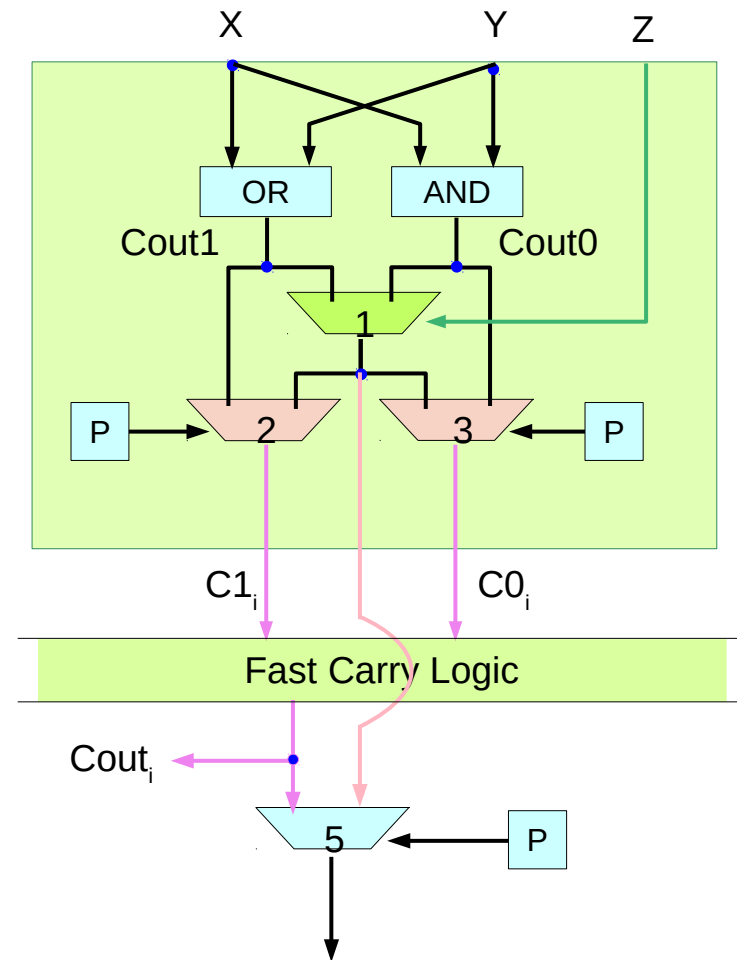 X Y Z
OR AND
Cout1 Cout0
1
P 2 3 P
C1i C0i
Fast Carry Logic
Couti
5 P